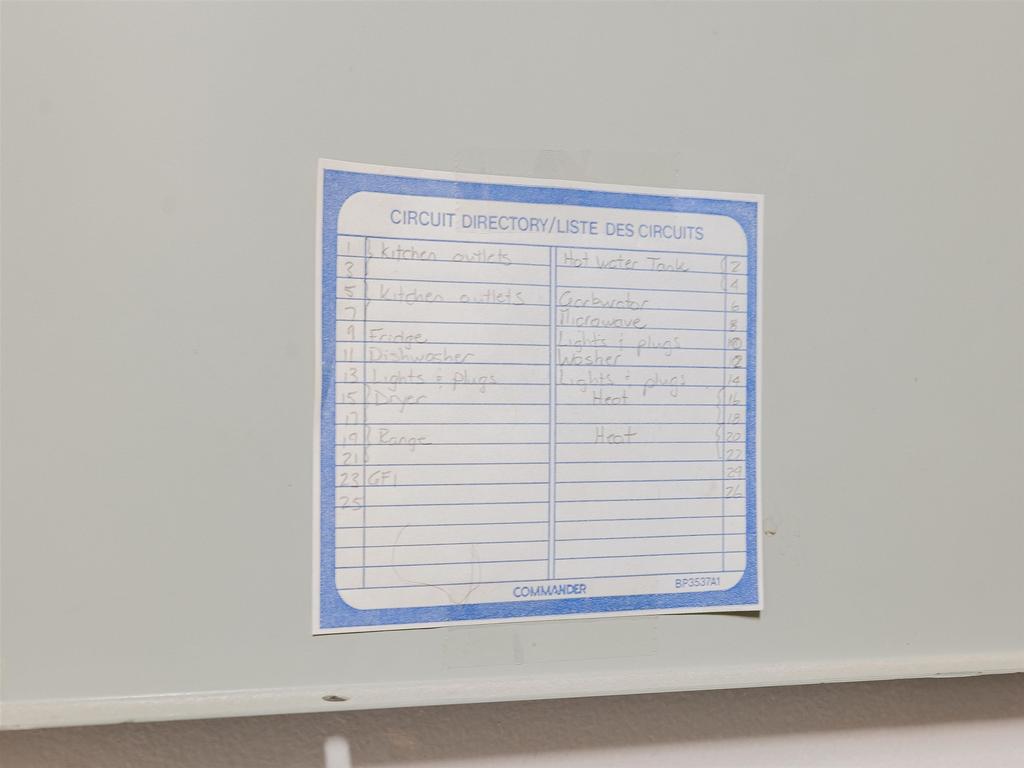 CIRCUIT DIRECTORY/LISTE DES CIRCUITS
1 Kitchen outlets Hot Water Tank 2
3 4
5 Kitchen outlets Garburator 6
7 Microwave 8
9 Fridge Lights & plugs 10
11 Dishwasher Washer 12
13 Lights & Plugs Lights & plugs 14
15 Dryer Heat 16
17 18
19 Range Heat 20
21 22
23 GFI 24
25 26
COMMANDER BP3537A1